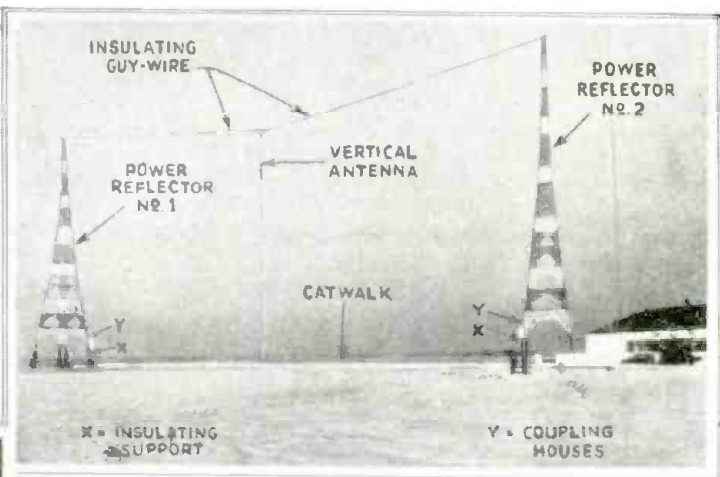 INSULATING
GUY-WIRE
POWER
REFLECTOR
Nº. 2
VERTICAL
ANTENNA
POWER
REFLECTOR
Nº. 1
CATWALK
Y
X
Y
X
X = INSULATING
SUPPORT
Y = COUPLING
HOUSES